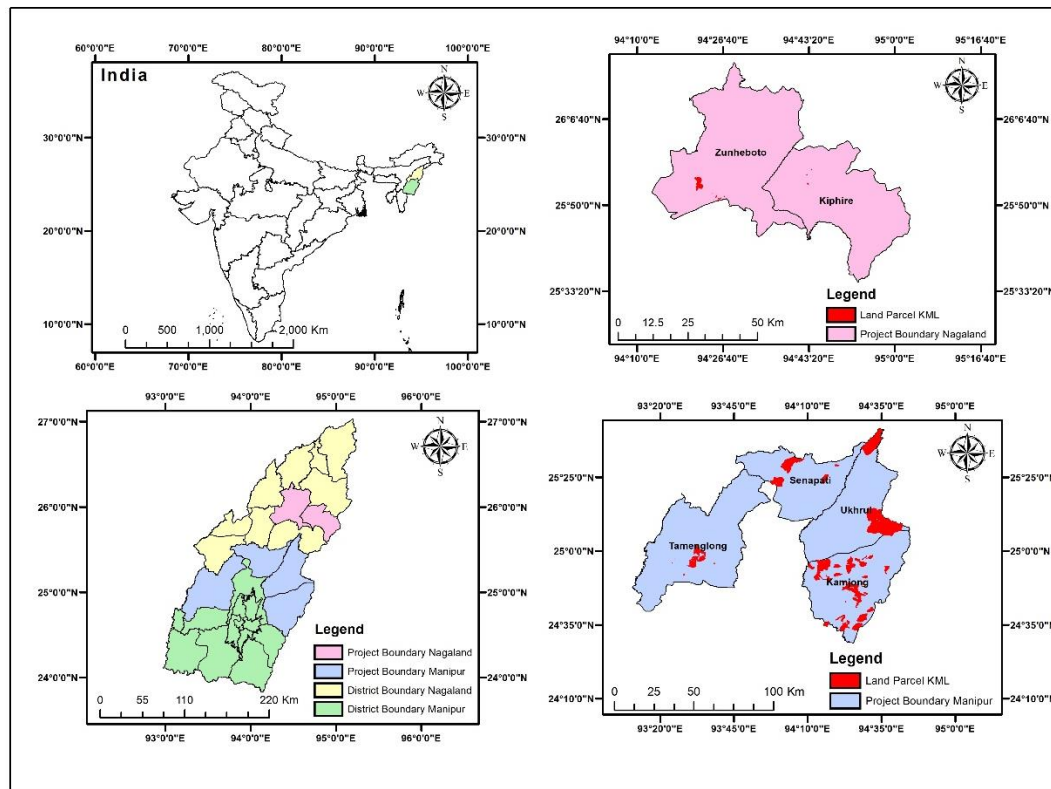 60°0'0"E 70°0'0"E 80°0'0"E 90°0'0"E 100°0'0"E
India
N
W E
S
30°0'0"N 30°0'0"N
20°0'0"N 20°0'0"N
10°0'0"N 10°0'0"N
0 500 1,000 2,000 Km
60°0'0"E 70°0'0"E 80°0'0"E 90°0'0"E 100°0'0"E
94°10'0"E 94°26'40"E 94°43'20"E 95°0'0"E 95°16'40"E
N
W E
S
26°6'40"N 26°6'40"N
Zunheboto
Kiphire
25°50'0"N 25°50'0"N
25°33'20"N 25°33'20"N
Legend
Land Parcel KML
Project Boundary Nagaland
0 12.5 25 50 Km
94°10'0"E 94°26'40"E 94°43'20"E 95°0'0"E 95°16'40"E
93°0'0"E 94°0'0"E 95°0'0"E 96°0'0"E
N
W E
S
27°0'0"N 27°0'0"N
26°0'0"N 26°0'0"N
25°0'0"N 25°0'0"N
24°0'0"N 24°0'0"N
Legend
Project Boundary Nagaland
Project Boundary Manipur
District Boundary Nagaland
District Boundary Manipur
0 55 110 220 Km
93°0'0"E 94°0'0"E 95°0'0"E 96°0'0"E
93°20'0"E 93°45'0"E 94°10'0"E 94°35'0"E 95°0'0"E
N
W E
S
25°25'0"N 25°25'0"N
Senapati
Ukhrul
25°0'0"N 25°0'0"N
Tamenglong
Kamjong
24°35'0"N 24°35'0"N
24°10'0"N 24°10'0"N
Legend
Land Parcel KML
Project Boundary Manipur
0 25 50 100 Km
93°20'0"E 93°45'0"E 94°10'0"E 94°35'0"E 95°0'0"E